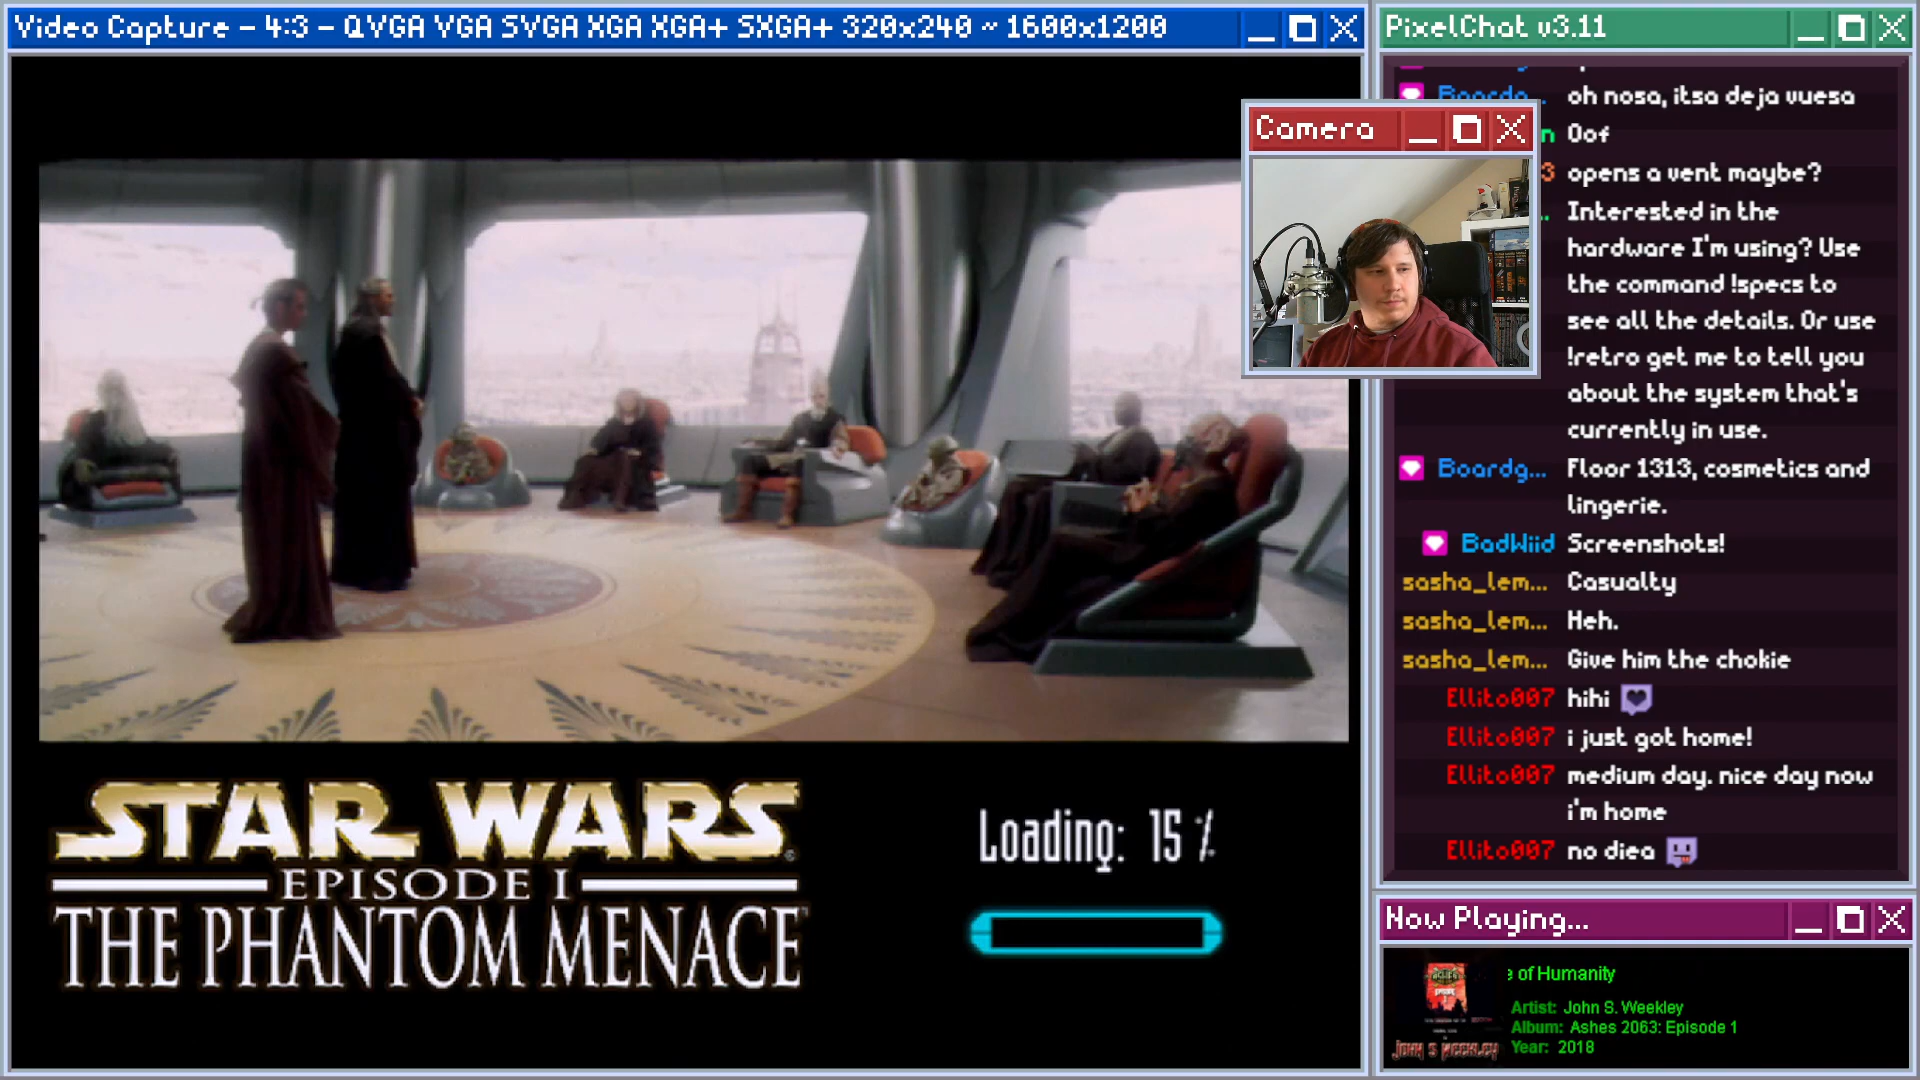 Video Capture - 4:3 - QVGA VGA SVGA XGA XGA+ SXGA+ 320x240 ~ 1600x1200
STAR WARS
EPISODE I
THE PHANTOM MENACE
Loading: 15 %
Camera
PixelChat v3.11
Boardg... oh nosa, itsa deja vuesa
n Oof
3 opens a vent maybe?
.. Interested in the
hardware I'm using? Use
the command !specs to
see all the details. Or use
!retro get me to tell you
about the system that's
currently in use.
Boardg... Floor 1313, cosmetics and
lingerie.
BadWiid Screenshots!
sasha_lem... Casualty
sasha_lem... Heh.
sasha_lem... Give him the chokie
Ellito007 hihi
Ellito007 i just got home!
Ellito007 medium day. nice day now
i'm home
Ellito007 no diea
Now Playing...
e of Humanity
Artist: John S. Weekley
Album: Ashes 2063: Episode 1
Year: 2018
JOHN S WEEKLEY